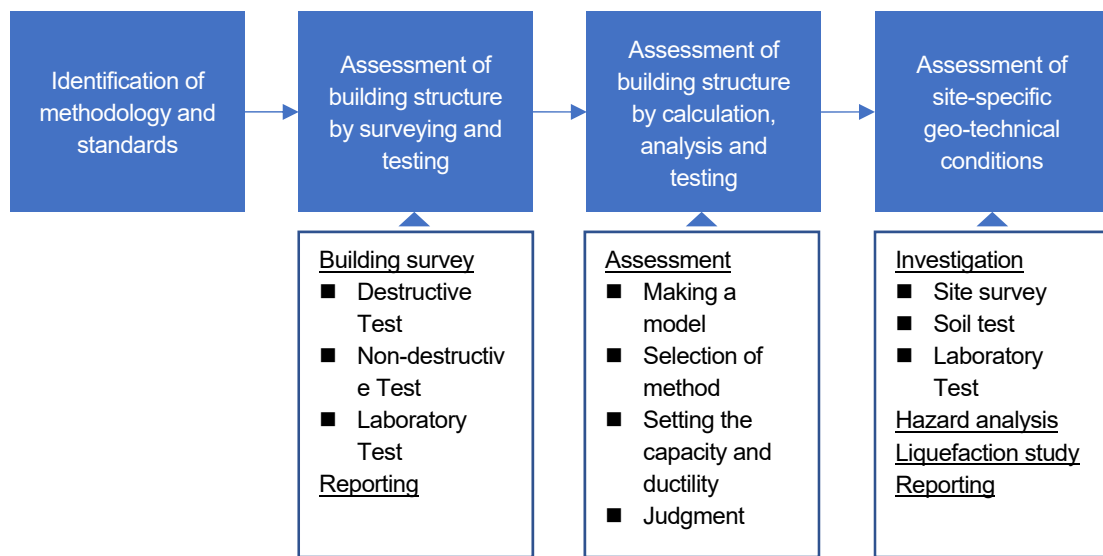 Identification of
methodology and
standards
Assessment of
building structure
by surveying and
testing
Assessment of
building structure
by calculation,
analysis and
testing
Assessment of
site-specific
geo-technical
conditions
Building survey
■ Destructive
Test
■ Non-destructiv
e Test
■ Laboratory
Test
Reporting
Assessment
■ Making a
model
■ Selection of
method
■ Setting the
capacity and
ductility
■ Judgment
Investigation
■ Site survey
■ Soil test
■ Laboratory
Test
Hazard analysis
Liquefaction study
Reporting